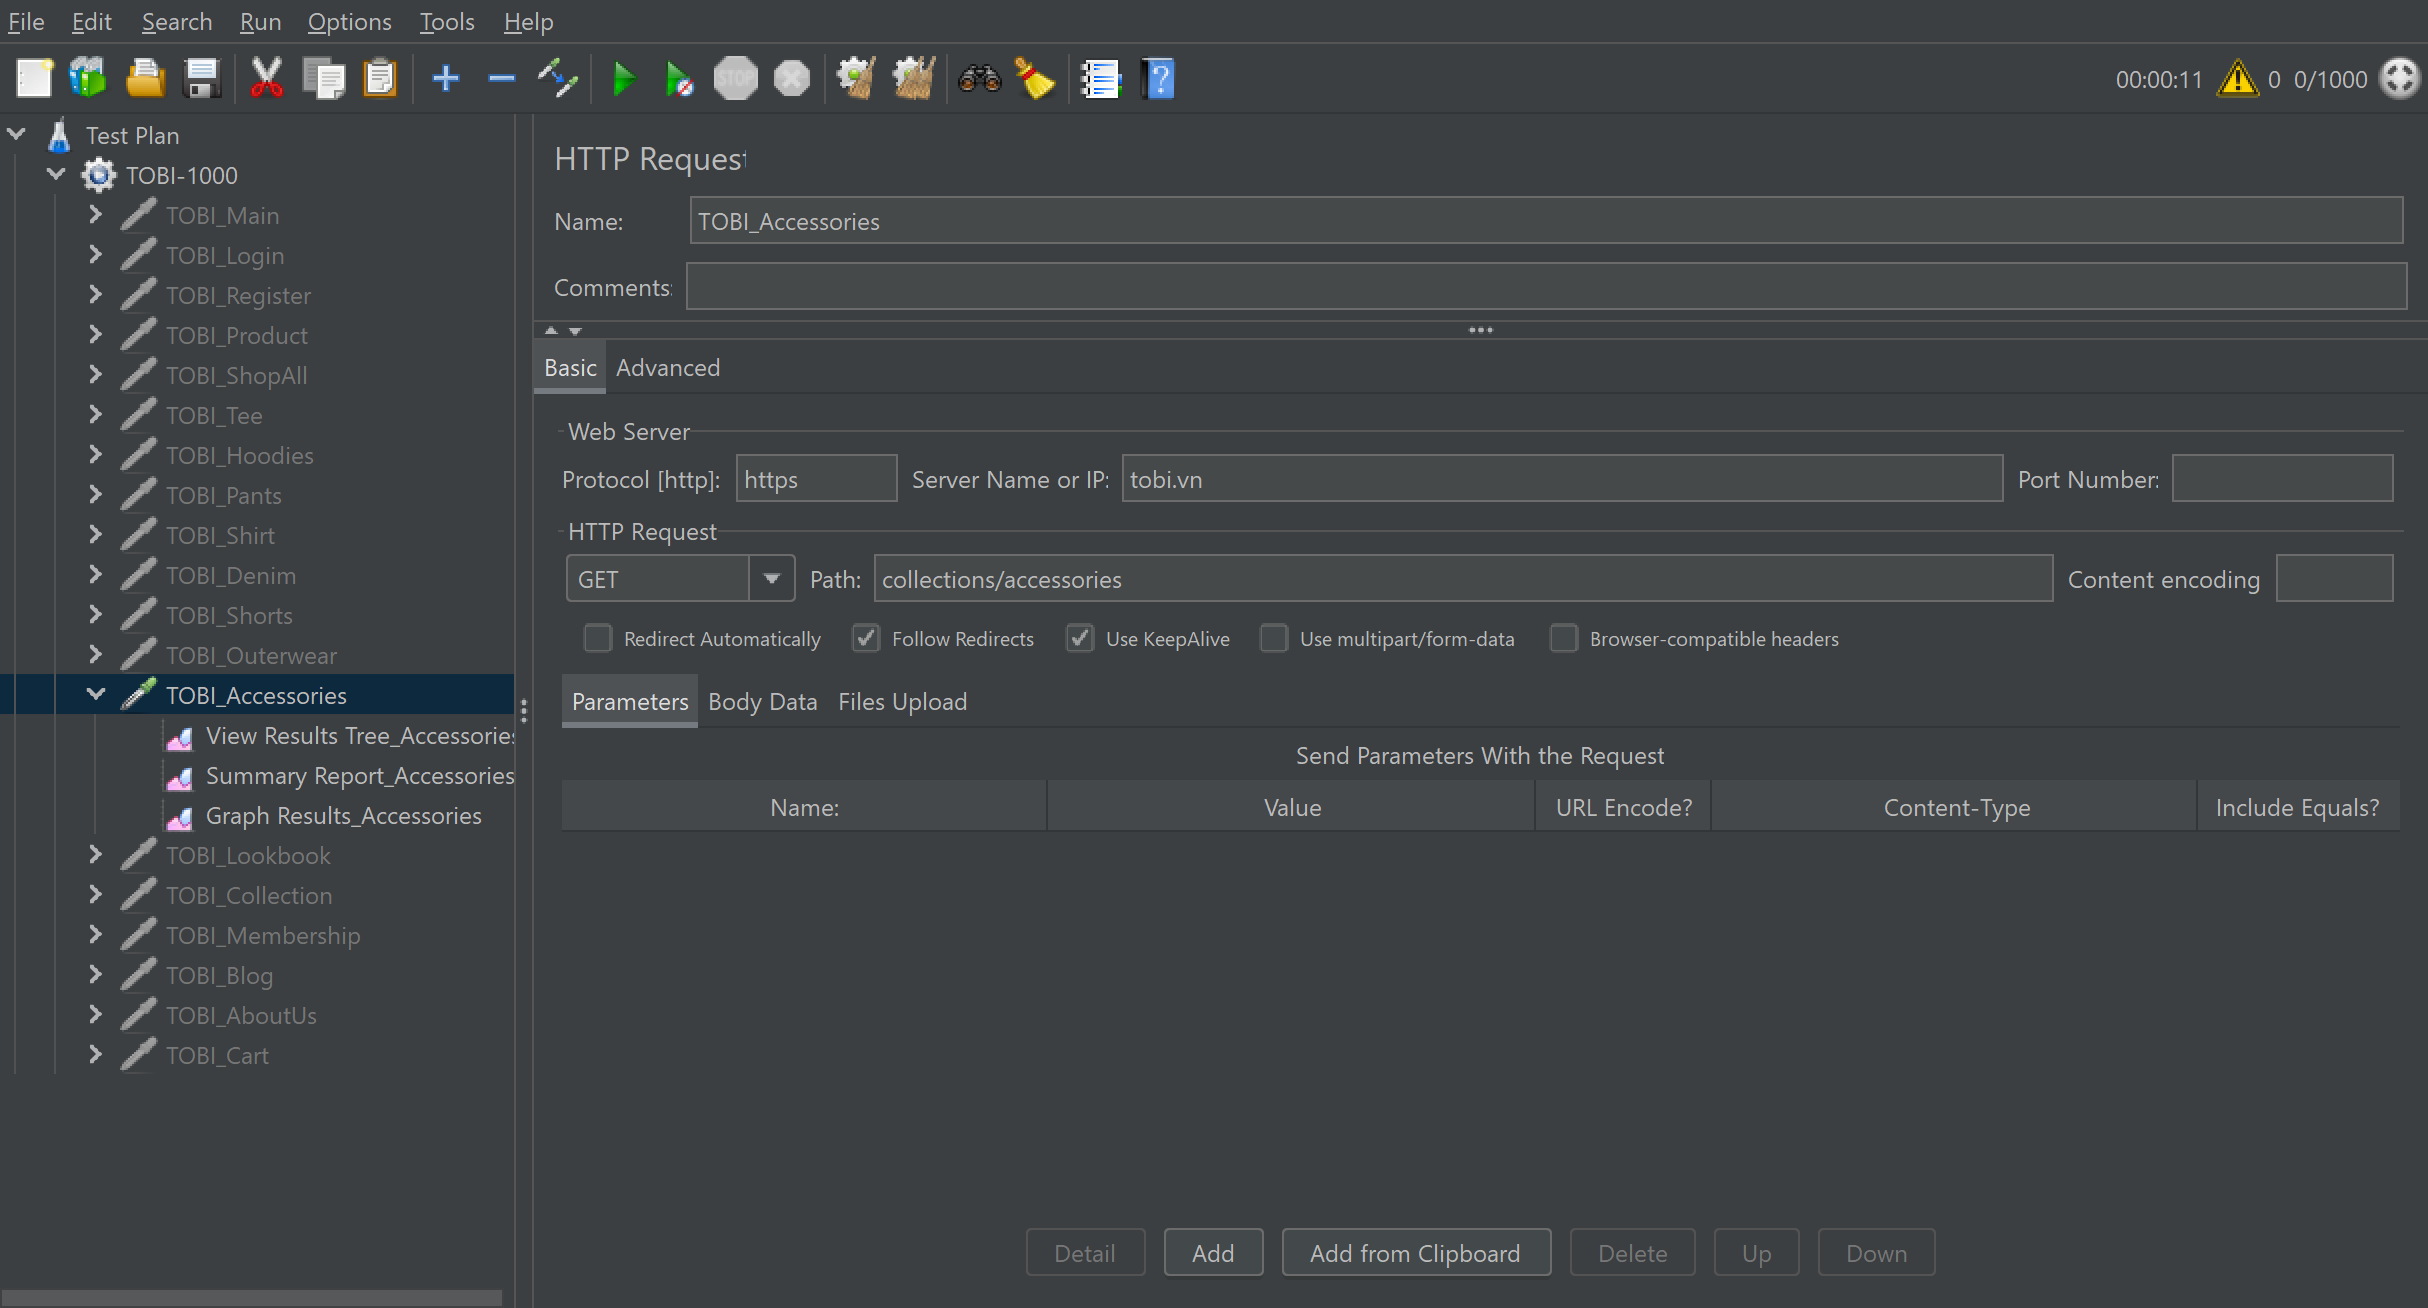 File Edit Search Run Options Tools Help
STOP
00:00:11 0 0/1000
Test Plan
TOBI-1000
TOBI_Main
TOBI_Login
TOBI_Register
TOBI_Product
TOBI_ShopAll
TOBI_Tee
TOBI_Hoodies
TOBI_Pants
TOBI_Shirt
TOBI_Denim
TOBI_Shorts
TOBI_Outerwear
TOBI_Accessories
View Results Tree_Accessories
Summary Report_Accessories
Graph Results_Accessories
TOBI_Lookbook
TOBI_Collection
TOBI_Membership
TOBI_Blog
TOBI_AboutUs
TOBI_Cart
HTTP Request
Name: TOBI_Accessories
Comments:
Basic Advanced
Web Server
Protocol [http]: https Server Name or IP: tobi.vn Port Number:
HTTP Request
GET Path: collections/accessories Content encoding
Redirect Automatically Follow Redirects Use KeepAlive Use multipart/form-data Browser-compatible headers
Parameters Body Data Files Upload
Send Parameters With the Request
Name: Value URL Encode? Content-Type Include Equals?
Detail Add Add from Clipboard Delete Up Down